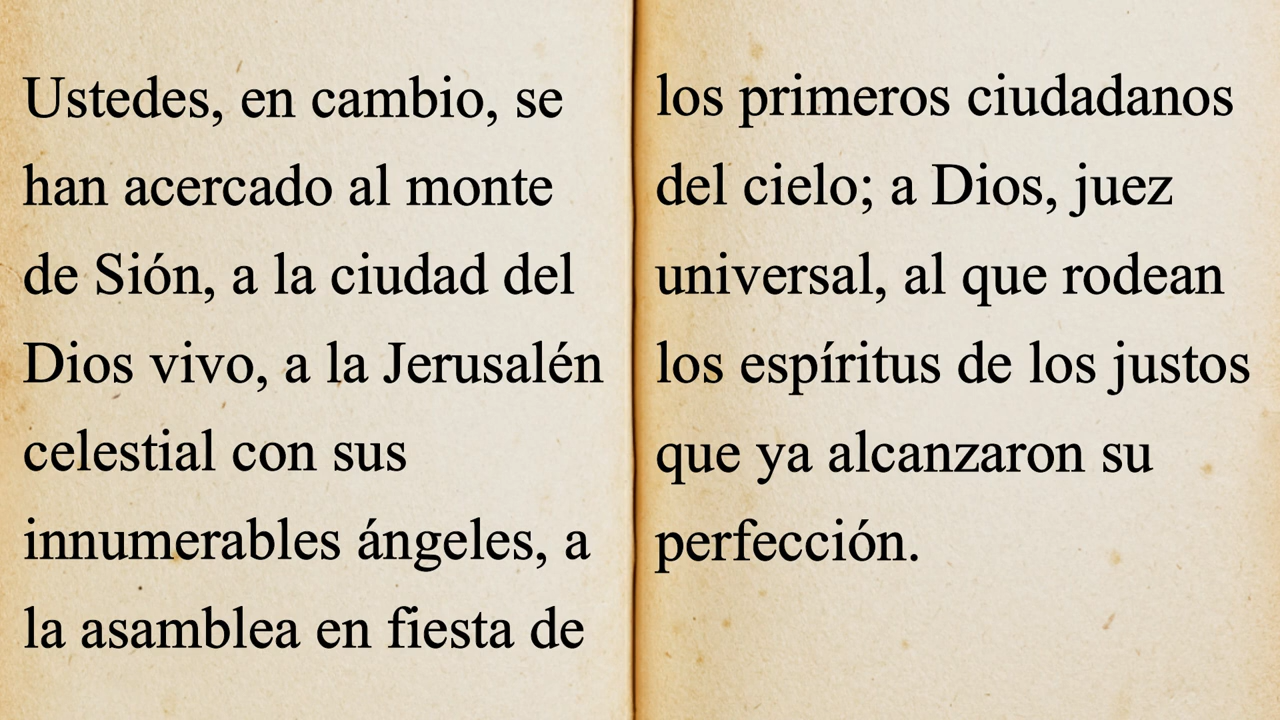 Ustedes, en cambio, se
han acercado al monte
de Sión, a la ciudad del
Dios vivo, a la Jerusalén
celestial con sus
innumerables ángeles, a
la asamblea en fiesta de
los primeros ciudadanos
del cielo; a Dios, juez
universal, al que rodean
los espíritus de los justos
que ya alcanzaron su
perfección.